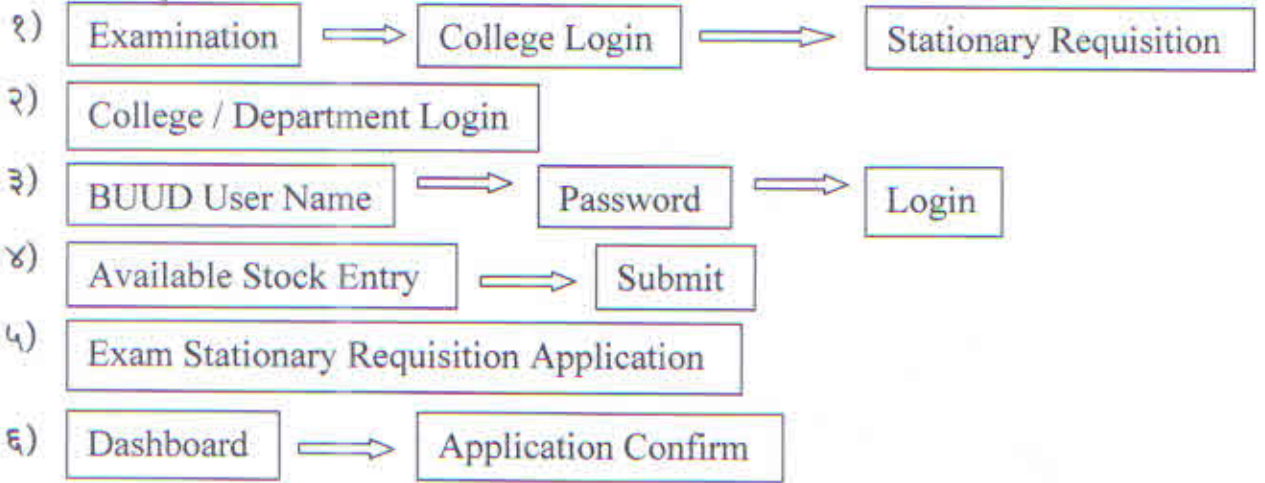 १) Examination ⟹ College Login ⟹ Stationary Requisition
२) College / Department Login
३) BUUD User Name ⟹ Password ⟹ Login
४) Available Stock Entry ⟹ Submit
५) Exam Stationary Requisition Application
६) Dashboard ⟹ Application Confirm